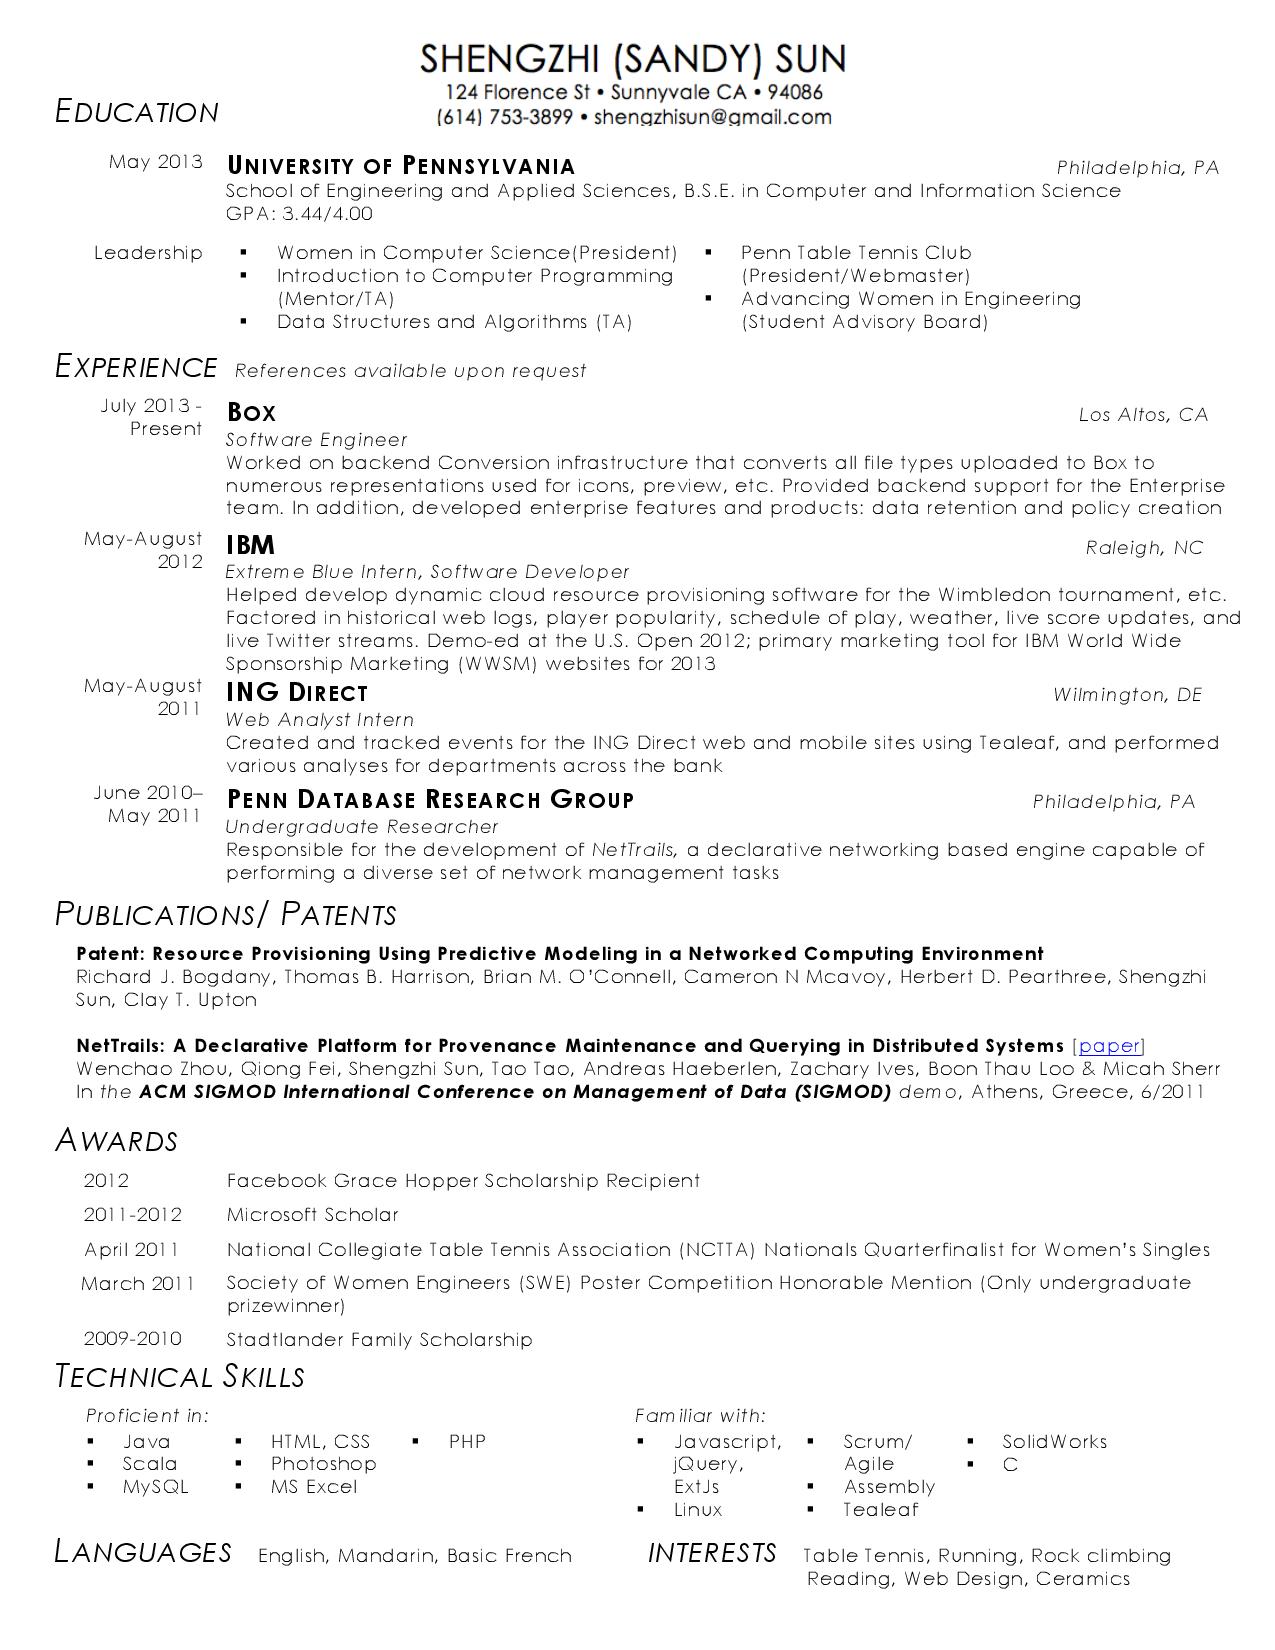 SHENGZHI (SANDY) SUN
124 Florence St • Sunnyvale CA • 94086
(614) 753-3899 • shengzhisun@gmail.com
EDUCATION
May 2013 UNIVERSITY OF PENNSYLVANIA Philadelphia, PA
School of Engineering and Applied Sciences, B.S.E. in Computer and Information Science
GPA: 3.44/4.00
Leadership
▪ Women in Computer Science(President)
▪ Introduction to Computer Programming
(Mentor/TA)
▪ Data Structures and Algorithms (TA)
▪ Penn Table Tennis Club
(President/Webmaster)
▪ Advancing Women in Engineering
(Student Advisory Board)
EXPERIENCE References available upon request
July 2013 -
Present
BOX Los Altos, CA
Software Engineer
Worked on backend Conversion infrastructure that converts all file types uploaded to Box to
numerous representations used for icons, preview, etc. Provided backend support for the Enterprise
team. In addition, developed enterprise features and products: data retention and policy creation
May-August
2012
IBM Raleigh, NC
Extreme Blue Intern, Software Developer
Helped develop dynamic cloud resource provisioning software for the Wimbledon tournament, etc.
Factored in historical web logs, player popularity, schedule of play, weather, live score updates, and
live Twitter streams. Demo-ed at the U.S. Open 2012; primary marketing tool for IBM World Wide
Sponsorship Marketing (WWSM) websites for 2013
May-August
2011
ING DIRECT Wilmington, DE
Web Analyst Intern
Created and tracked events for the ING Direct web and mobile sites using Tealeaf, and performed
various analyses for departments across the bank
June 2010–
May 2011
PENN DATABASE RESEARCH GROUP Philadelphia, PA
Undergraduate Researcher
Responsible for the development of NetTrails, a declarative networking based engine capable of
performing a diverse set of network management tasks
PUBLICATIONS/ PATENTS
Patent: Resource Provisioning Using Predictive Modeling in a Networked Computing Environment
Richard J. Bogdany, Thomas B. Harrison, Brian M. O'Connell, Cameron N Mcavoy, Herbert D. Pearthree, Shengzhi
Sun, Clay T. Upton
NetTrails: A Declarative Platform for Provenance Maintenance and Querying in Distributed Systems [paper]
Wenchao Zhou, Qiong Fei, Shengzhi Sun, Tao Tao, Andreas Haeberlen, Zachary Ives, Boon Thau Loo & Micah Sherr
In the ACM SIGMOD International Conference on Management of Data (SIGMOD) demo, Athens, Greece, 6/2011
AWARDS
2012 Facebook Grace Hopper Scholarship Recipient
2011-2012 Microsoft Scholar
April 2011 National Collegiate Table Tennis Association (NCTTA) Nationals Quarterfinalist for Women's Singles
March 2011 Society of Women Engineers (SWE) Poster Competition Honorable Mention (Only undergraduate
prizewinner)
2009-2010 Stadtlander Family Scholarship
TECHNICAL SKILLS
Proficient in:
▪ Java
▪ Scala
▪ MySQL
▪ HTML, CSS
▪ Photoshop
▪ MS Excel
▪ PHP
Familiar with:
▪ Javascript,
jQuery,
ExtJs
▪ Linux
▪ Scrum/
Agile
▪ Assembly
▪ Tealeaf
▪ SolidWorks
▪ C
LANGUAGES English, Mandarin, Basic French
INTERESTS Table Tennis, Running, Rock climbing
Reading, Web Design, Ceramics